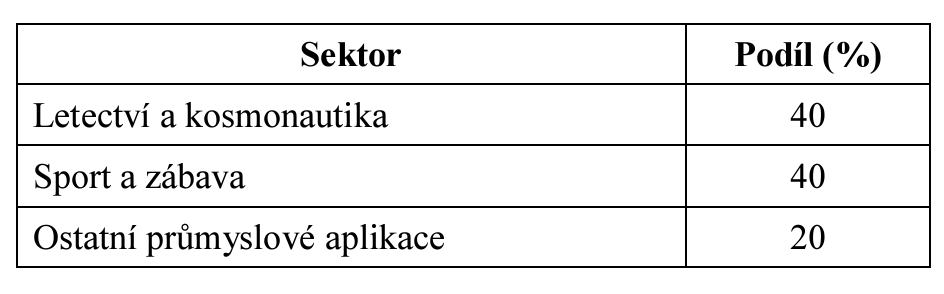 Sektor Podíl (%)
Letectví a kosmonautika 40
Sport a zábava 40
Ostatní průmyslové aplikace 20